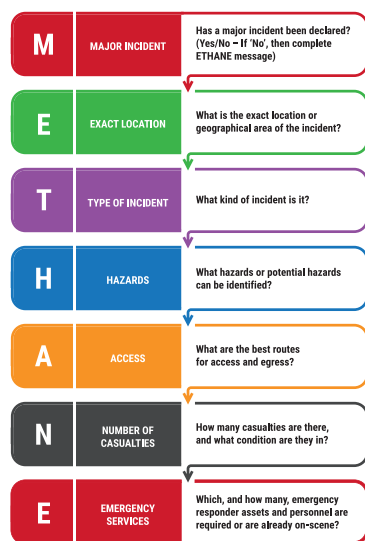 M
MAJOR INCIDENT
Has a major incident been declared?
(Yes/No – If ‘No’, then complete
ETHANE message)
E
EXACT LOCATION
What is the exact location or
geographical area of the incident?
T
TYPE OF INCIDENT
What kind of incident is it?
H
HAZARDS
What hazards or potential hazards
can be identified?
A
ACCESS
What are the best routes
for access and egress?
N
NUMBER OF
CASUALTIES
How many casualties are there,
and what condition are they in?
E
EMERGENCY
SERVICES
Which, and how many, emergency
responder assets and personnel are
required or are already on-scene?